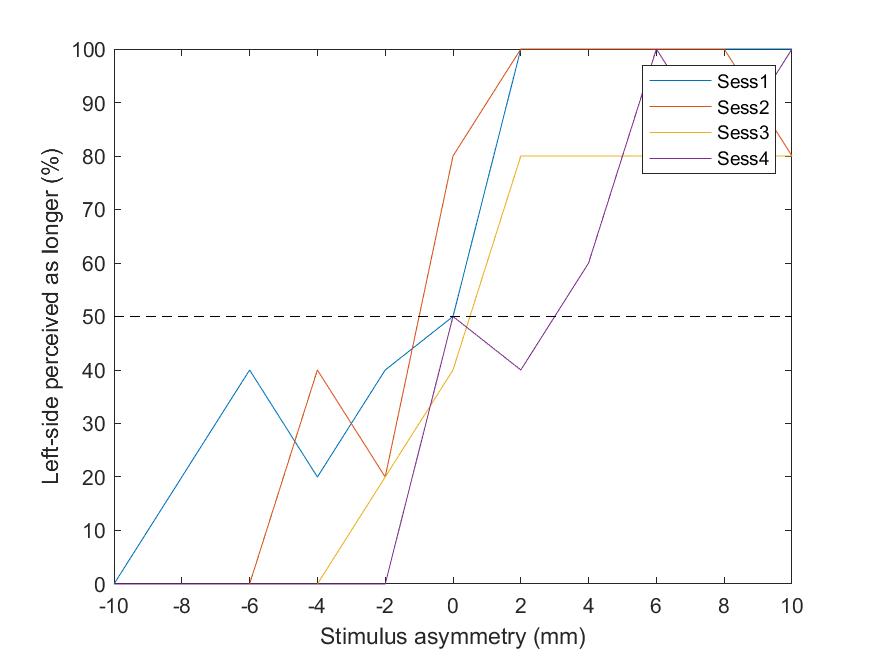 100
90
80
70
60
50
40
30
20
10
0
Left-side perceived as longer (%)
Sess1
Sess2
Sess3
Sess4
-10 -8 -6 -4 -2 0 2 4 6 8 10
Stimulus asymmetry (mm)